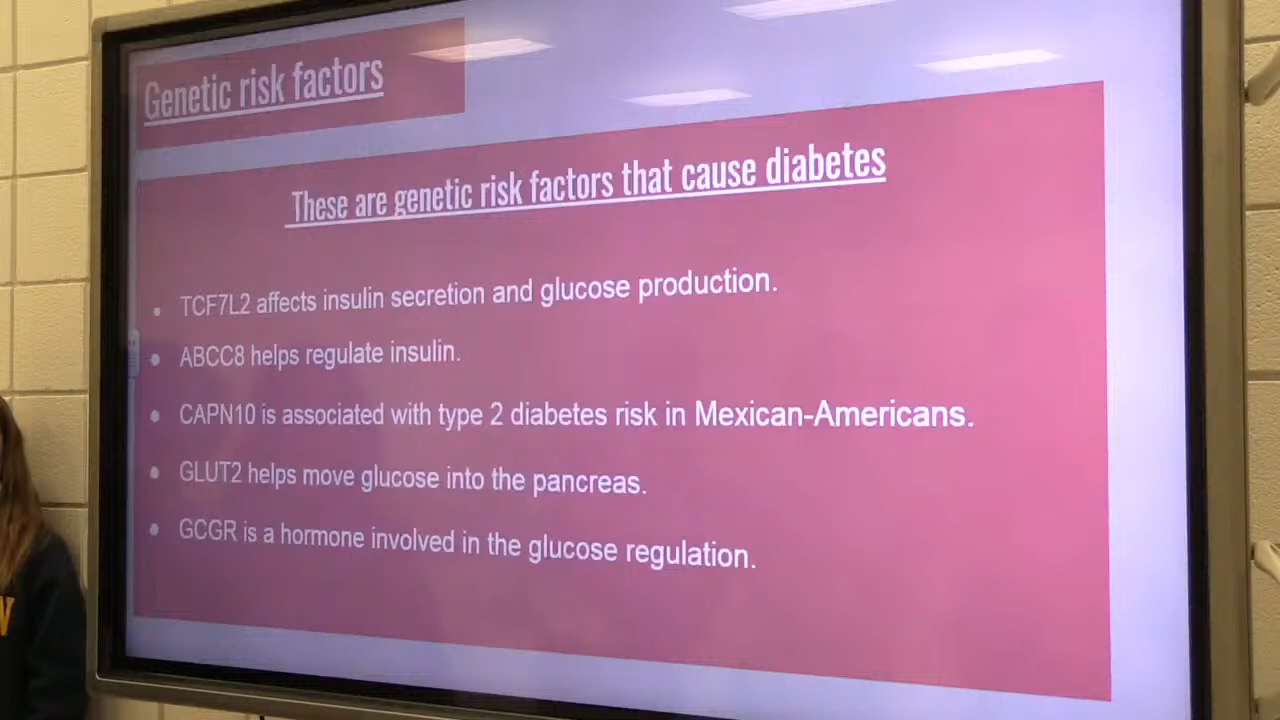 Genetic risk factors
These are genetic risk factors that cause diabetes
TCF7L2 affects insulin secretion and glucose production.
ABCC8 helps regulate insulin.
CAPN10 is associated with type 2 diabetes risk in Mexican-Americans.
GLUT2 helps move glucose into the pancreas.
GCGR is a hormone involved in the glucose regulation.